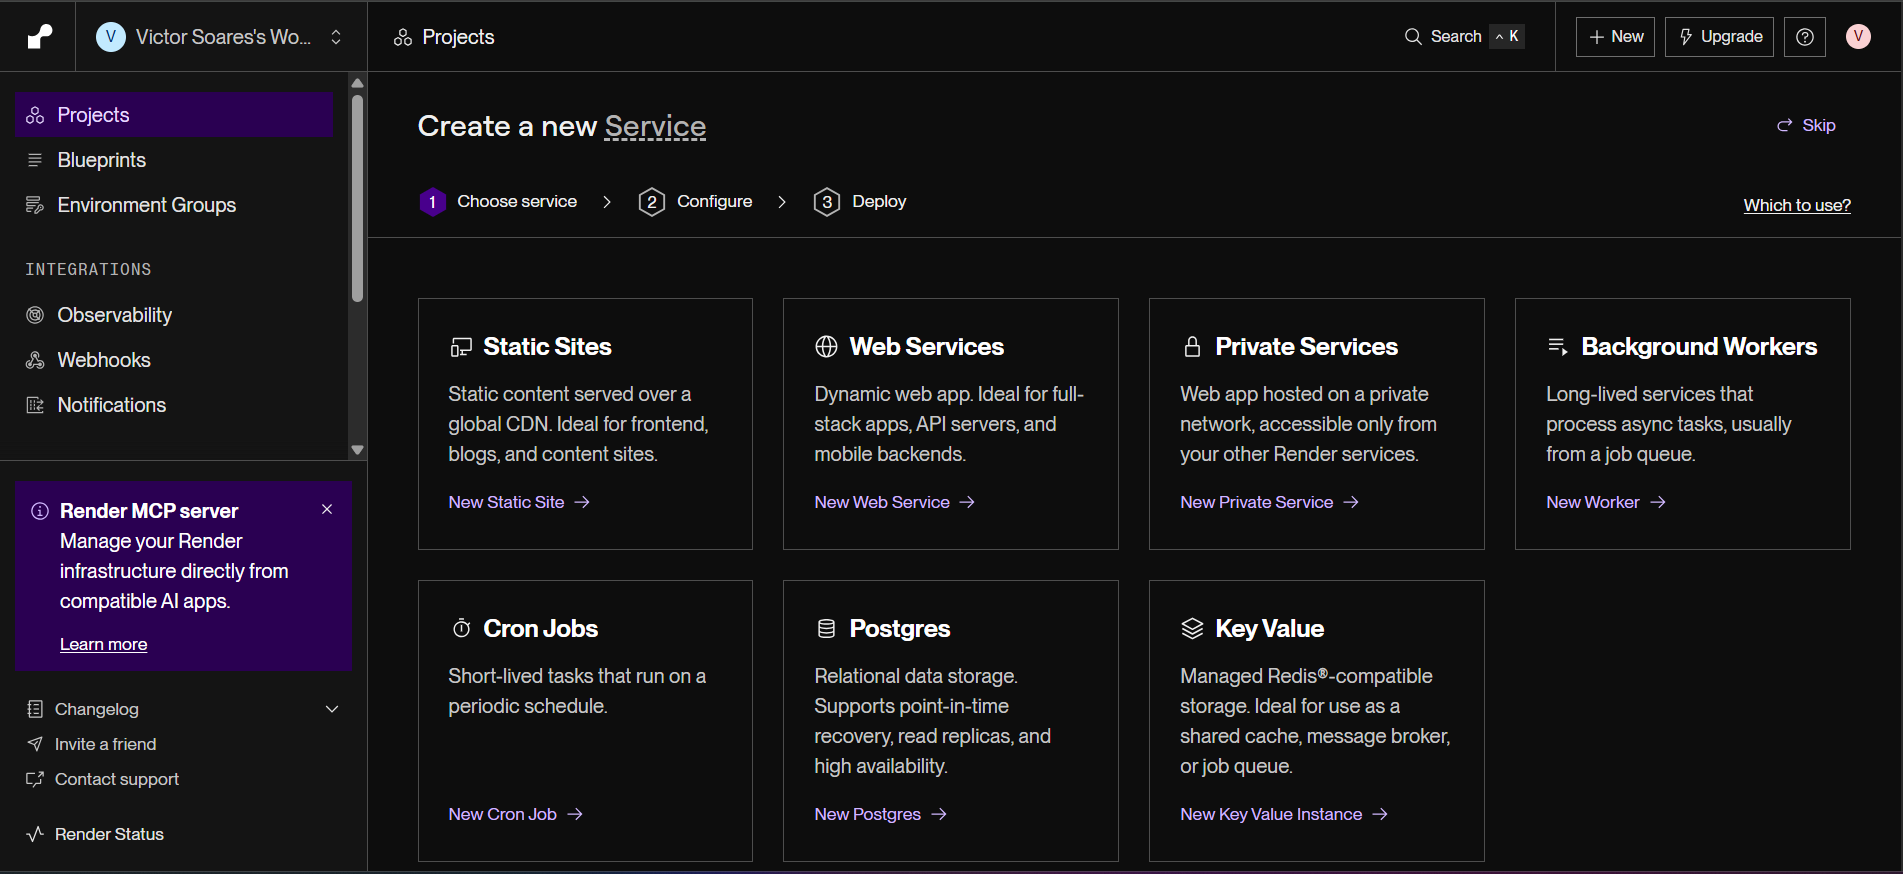 V Victor Soares's Wo...
Projects
Search ^ K
+ New
Upgrade
V
Projects
Blueprints
Environment Groups
INTEGRATIONS
Observability
Webhooks
Notifications
Render MCP server
Manage your Render
infrastructure directly from
compatible AI apps.
Learn more
Changelog
Invite a friend
Contact support
Render Status
Create a new Service
Skip
1 Choose service > 2 Configure > 3 Deploy
Which to use?
Static Sites
Static content served over a
global CDN. Ideal for frontend,
blogs, and content sites.
New Static Site →
Web Services
Dynamic web app. Ideal for full-
stack apps, API servers, and
mobile backends.
New Web Service →
Private Services
Web app hosted on a private
network, accessible only from
your other Render services.
New Private Service →
Background Workers
Long-lived services that
process async tasks, usually
from a job queue.
New Worker →
Cron Jobs
Short-lived tasks that run on a
periodic schedule.
New Cron Job →
Postgres
Relational data storage.
Supports point-in-time
recovery, read replicas, and
high availability.
New Postgres →
Key Value
Managed Redis®-compatible
storage. Ideal for use as a
shared cache, message broker,
or job queue.
New Key Value Instance →